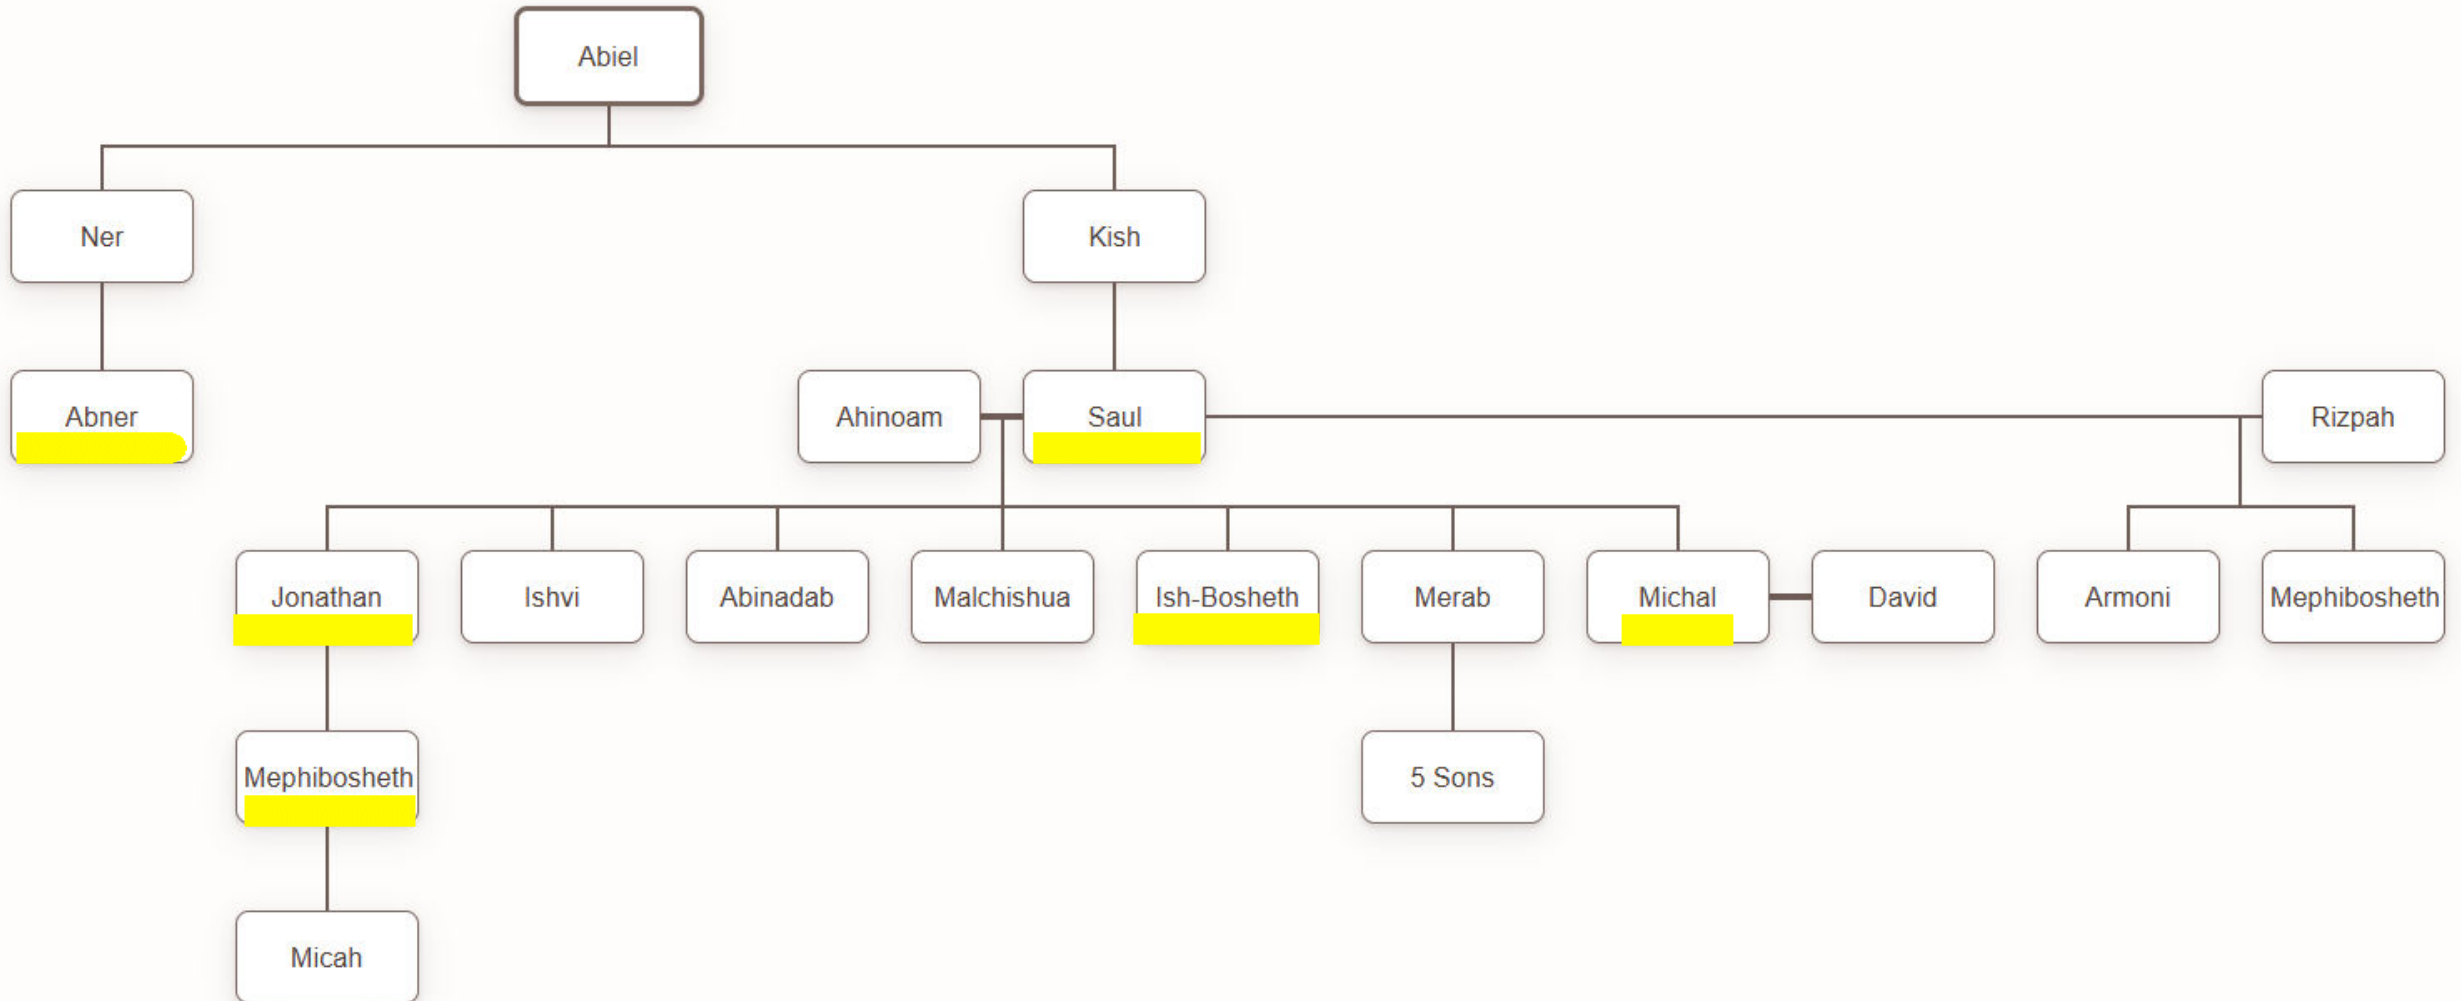 Abiel
Ner
Kish
Abner
Ahinoam
Saul
Rizpah
Jonathan
Ishvi
Abinadab
Malchishua
Ish-Bosheth
Merab
Michal
David
Armoni
Mephibosheth
Mephibosheth
5 Sons
Micah